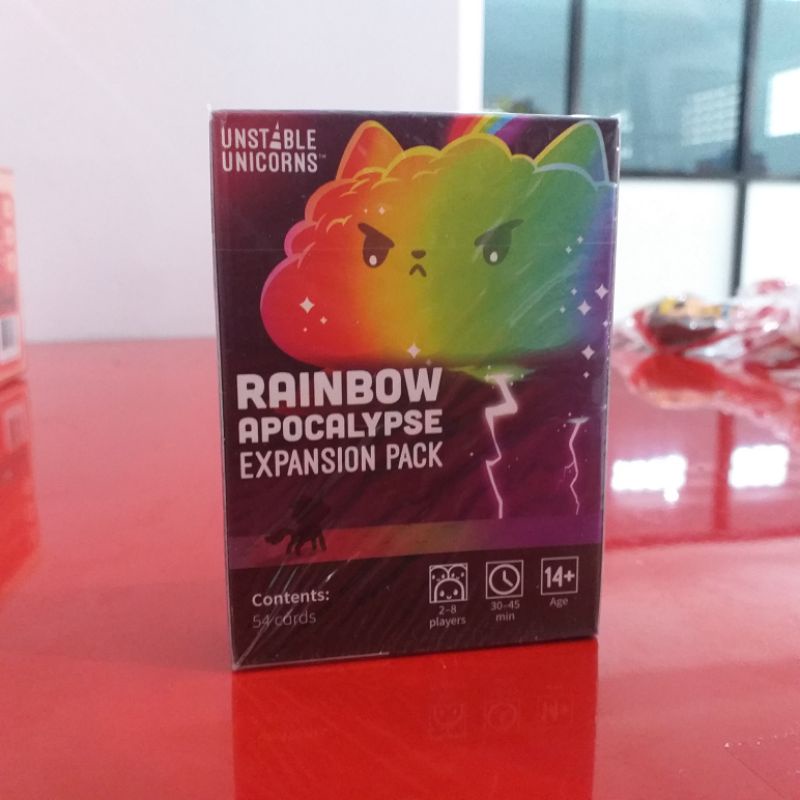 UNSTABLE
UNICORNS™
RAINBOW
APOCALYPSE
EXPANSION PACK
Contents:
54 cards
2-8
players
30-45
min
14+
Age